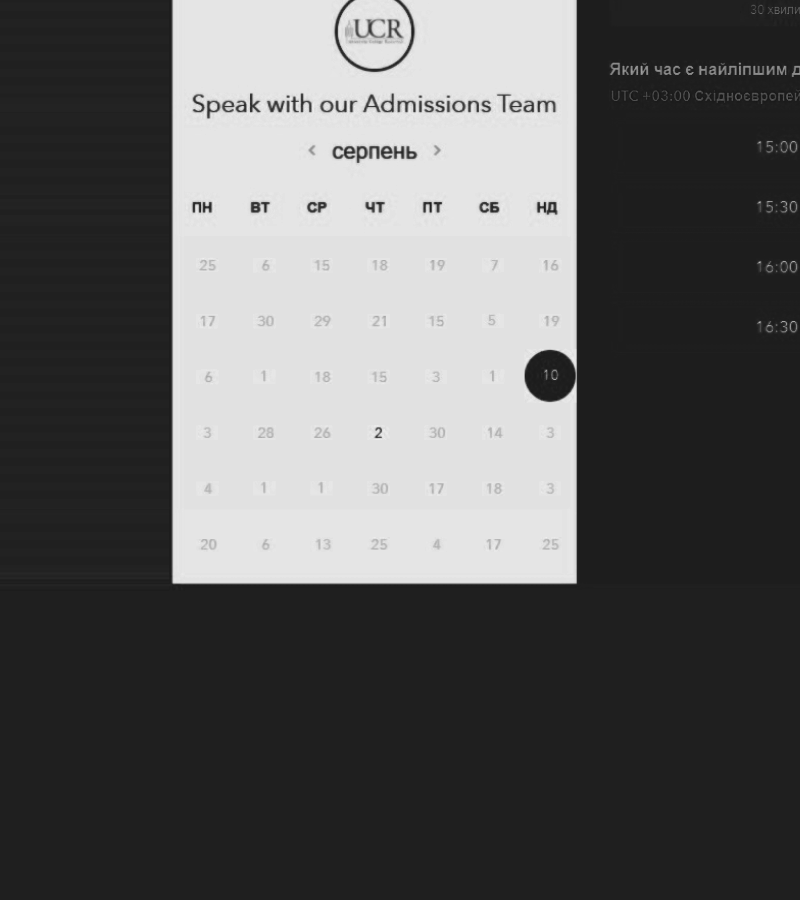 UCR
Speak with our Admissions Team
< серпень >
ПН ВТ СР ЧТ ПТ СБ НД
25 6 15 18 19 7 16
17 30 29 21 15 5 19
6 1 18 15 3 1 10
3 28 26 2 30 14 3
4 1 1 30 17 18 3
20 6 13 25 4 17 25
30 хвили
Який час є найліпшим д
UTC +03:00 Східноєвропей
15:00
15:30
16:00
16:30